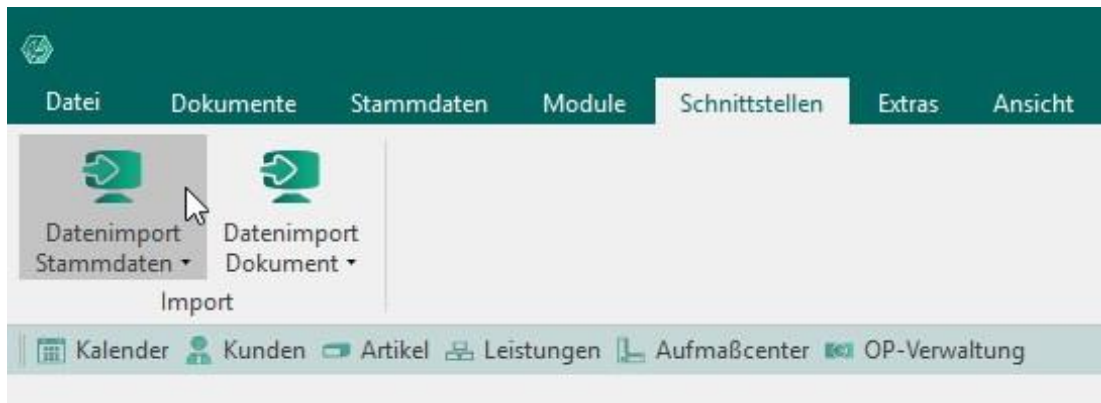 Datei Dokumente Stammdaten Module Schnittstellen Extras Ansicht
Datenimport Stammdaten
Datenimport Dokument
Import
Kalender Kunden Artikel Leistungen Aufmaßcenter OP-Verwaltung